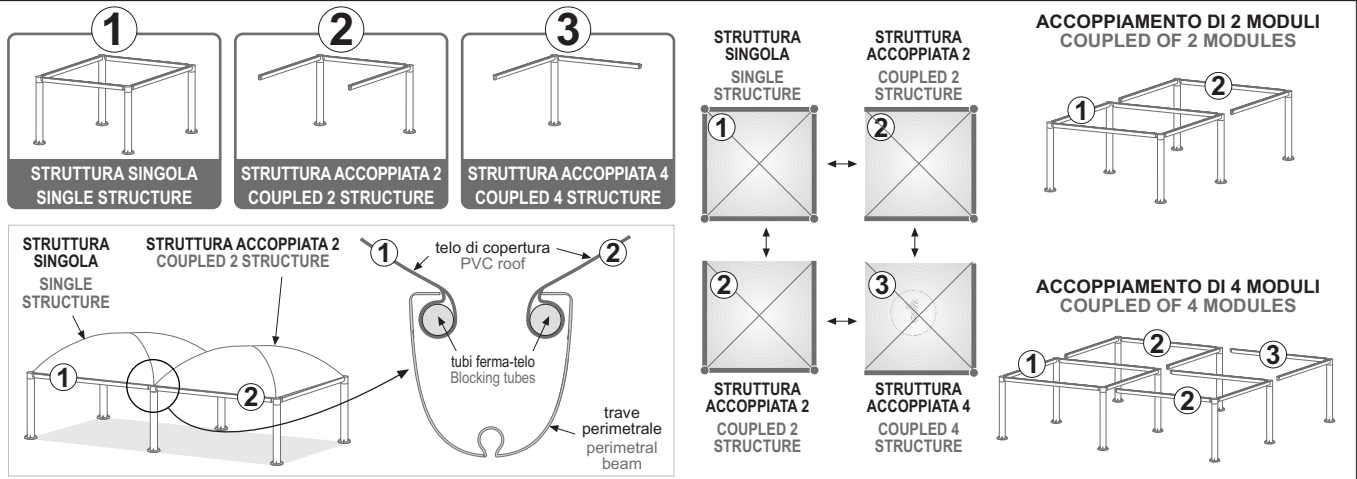 1
STRUTTURA SINGOLA
SINGLE STRUCTURE
2
STRUTTURA ACCOPPIATA 2
COUPLED 2 STRUCTURE
3
STRUTTURA ACCOPPIATA 4
COUPLED 4 STRUCTURE
STRUTTURA
SINGOLA
SINGLE
STRUCTURE
STRUTTURA ACCOPPIATA 2
COUPLED 2 STRUCTURE
1
2
1
telo di copertura
PVC roof
2
tubi ferma-telo
Blocking tubes
trave
perimetrale
perimetral
beam
STRUTTURA
SINGOLA
SINGLE
STRUCTURE
1
STRUTTURA
ACCOPPIATA 2
COUPLED 2
STRUCTURE
2
2
STRUTTURA
ACCOPPIATA 2
COUPLED 2
STRUCTURE
3
STRUTTURA
ACCOPPIATA 4
COUPLED 4
STRUCTURE
ACCOPPIAMENTO DI 2 MODULI
COUPLED OF 2 MODULES
1
2
ACCOPPIAMENTO DI 4 MODULI
COUPLED OF 4 MODULES
1
2
3
2